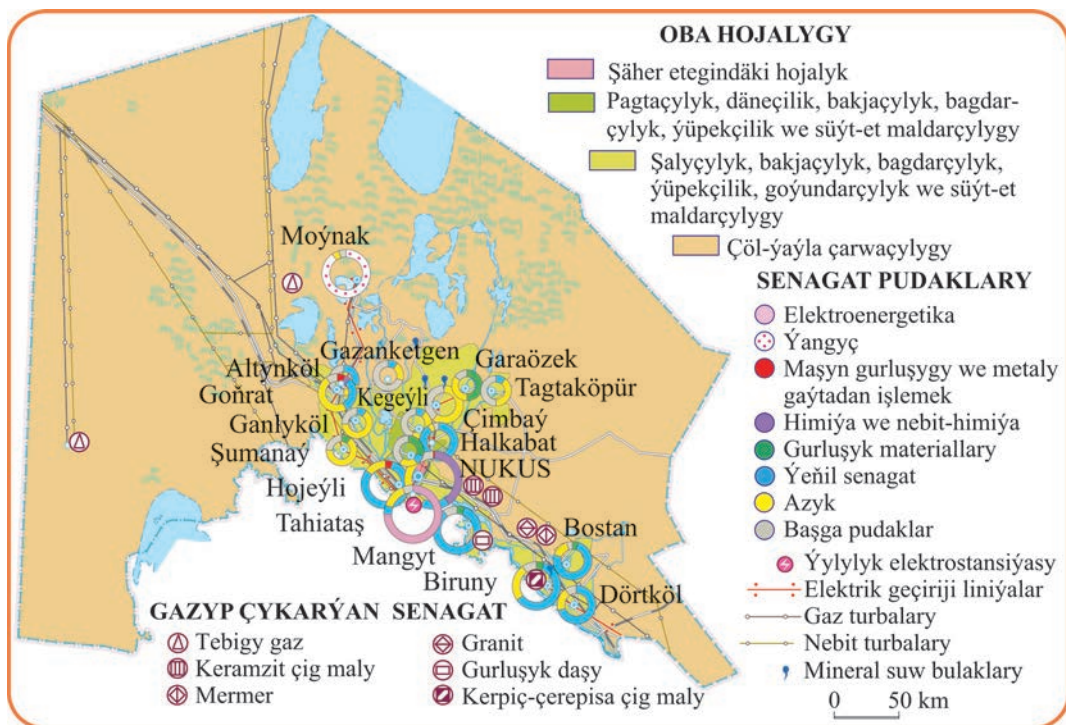 OBA HOJALYGY
Şäher etegindäki hojalyk
Pagtaçylyk, däneçilik, bakjaçylyk, bagdar-
çylyk, ýüpekçilik we süýt-et maldarçylygy
Şalyçylyk, bakjaçylyk, bagdarçylyk,
ýüpekçilik, goýundarçylyk we süýt-et
maldarçylygy
Çöl-ýaýla çarwaçylygy
SENAGAT PUDAKLARY
Elektroenergetika
Ýangyç
Maşyn gurluşygy we metaly
gaýtadan işlemek
Himiýa we nebit-himiýa
Gurluşyk materiallary
Ýeňil senagat
Azyk
Başga pudaklar
Ýylylyk elektrostansiýasy
Elektrik geçiriji liniýalar
Gaz turbalary
Nebit turbalary
Mineral suw bulaklary
0 50 km
Moýnak
Gazanketgen
Garaözek
Altynköl
Tagtaköpür
Goňrat
Kegeýli
Çimbaý
Ganlyköl
Halkabat
Şumanaý
NUKUS
Hojeýli
Tahiataş
Bostan
Mangyt
Biruny
Dörtköl
GAZYP ÇYKARÝAN SENAGAT
Tebigy gaz
Keramzit çig maly
Mermer
Granit
Gurluşyk daşy
Kerpiç-çerepisa çig maly